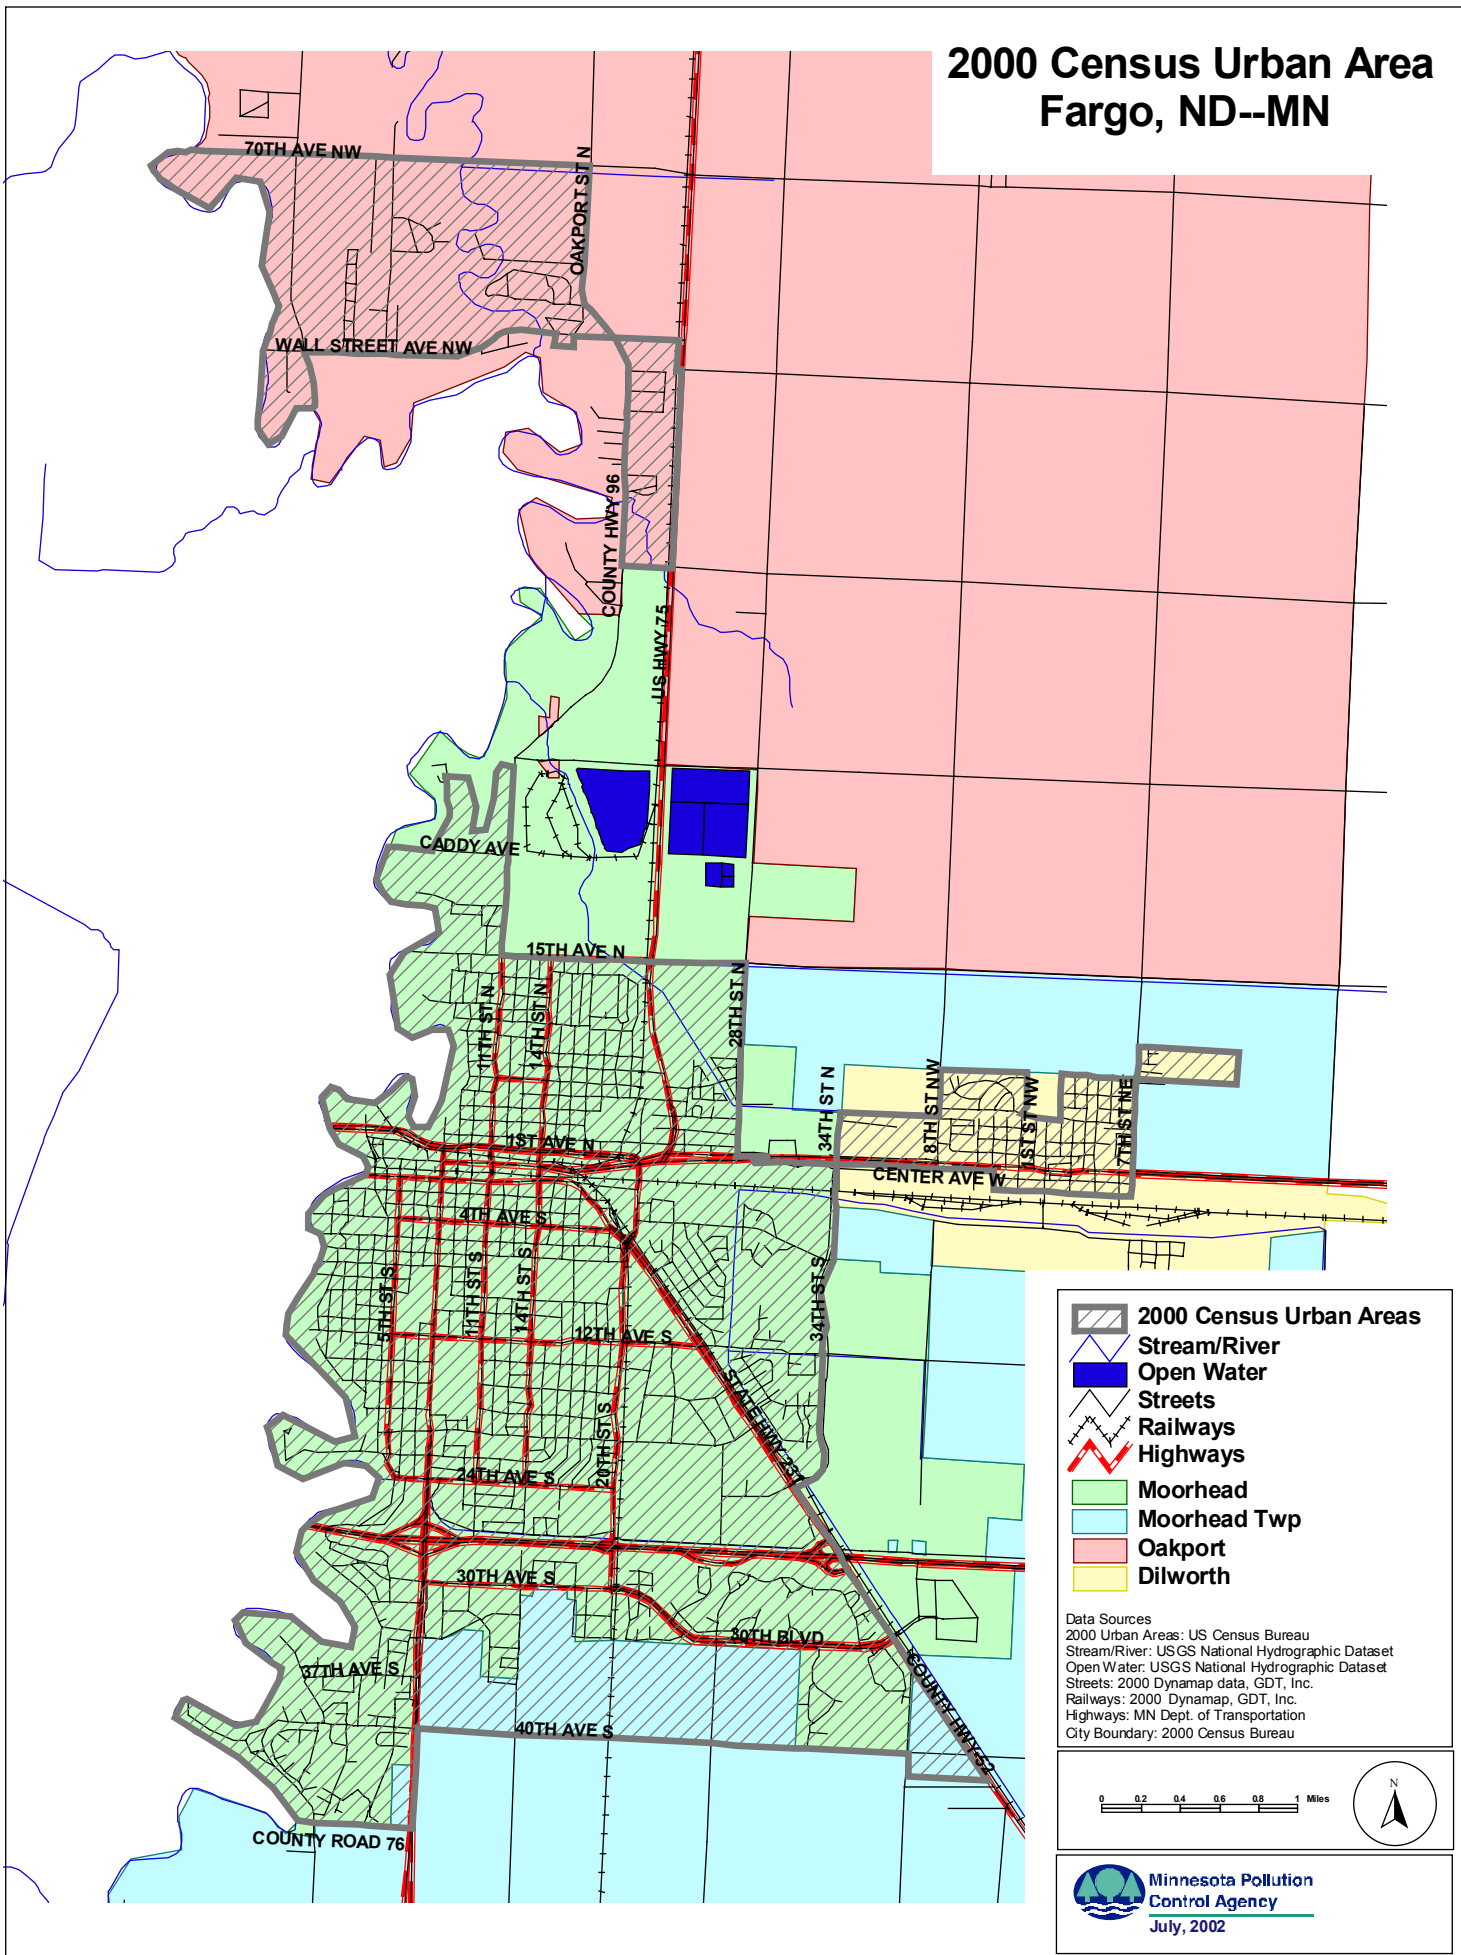 2000 Census Urban Area
Fargo, ND--MN
70TH AVE NW
OAKPORT ST N
WALL STREET AVE NW
COUNTY HWY 96
US HWY 75
CADDY AVE
15TH AVE N
28TH ST N
11TH ST N
14TH ST N
34TH ST N
8TH ST NW
1ST ST NW
7TH ST NE
1ST AVE N
CENTER AVE W
4TH AVE S
5TH ST S
11TH ST S
14TH ST S
34TH ST S
12TH AVE S
STATE HWY 231
20TH ST S
24TH AVE S
30TH AVE S
30TH BLVD
37TH AVE S
COUNTY HWY 52
40TH AVE S
COUNTY ROAD 76
2000 Census Urban Areas
Stream/River
Open Water
Streets
Railways
Highways
Moorhead
Moorhead Twp
Oakport
Dilworth
Data Sources
2000 Urban Areas: US Census Bureau
Stream/River: USGS National Hydrographic Dataset
Open Water: USGS National Hydrographic Dataset
Streets: 2000 Dynamap data, GDT, Inc.
Railways: 2000 Dynamap, GDT, Inc.
Highways: MN Dept. of Transportation
City Boundary: 2000 Census Bureau
0 0.2 0.4 0.6 0.8 1 Miles
N
Minnesota Pollution
Control Agency
July, 2002